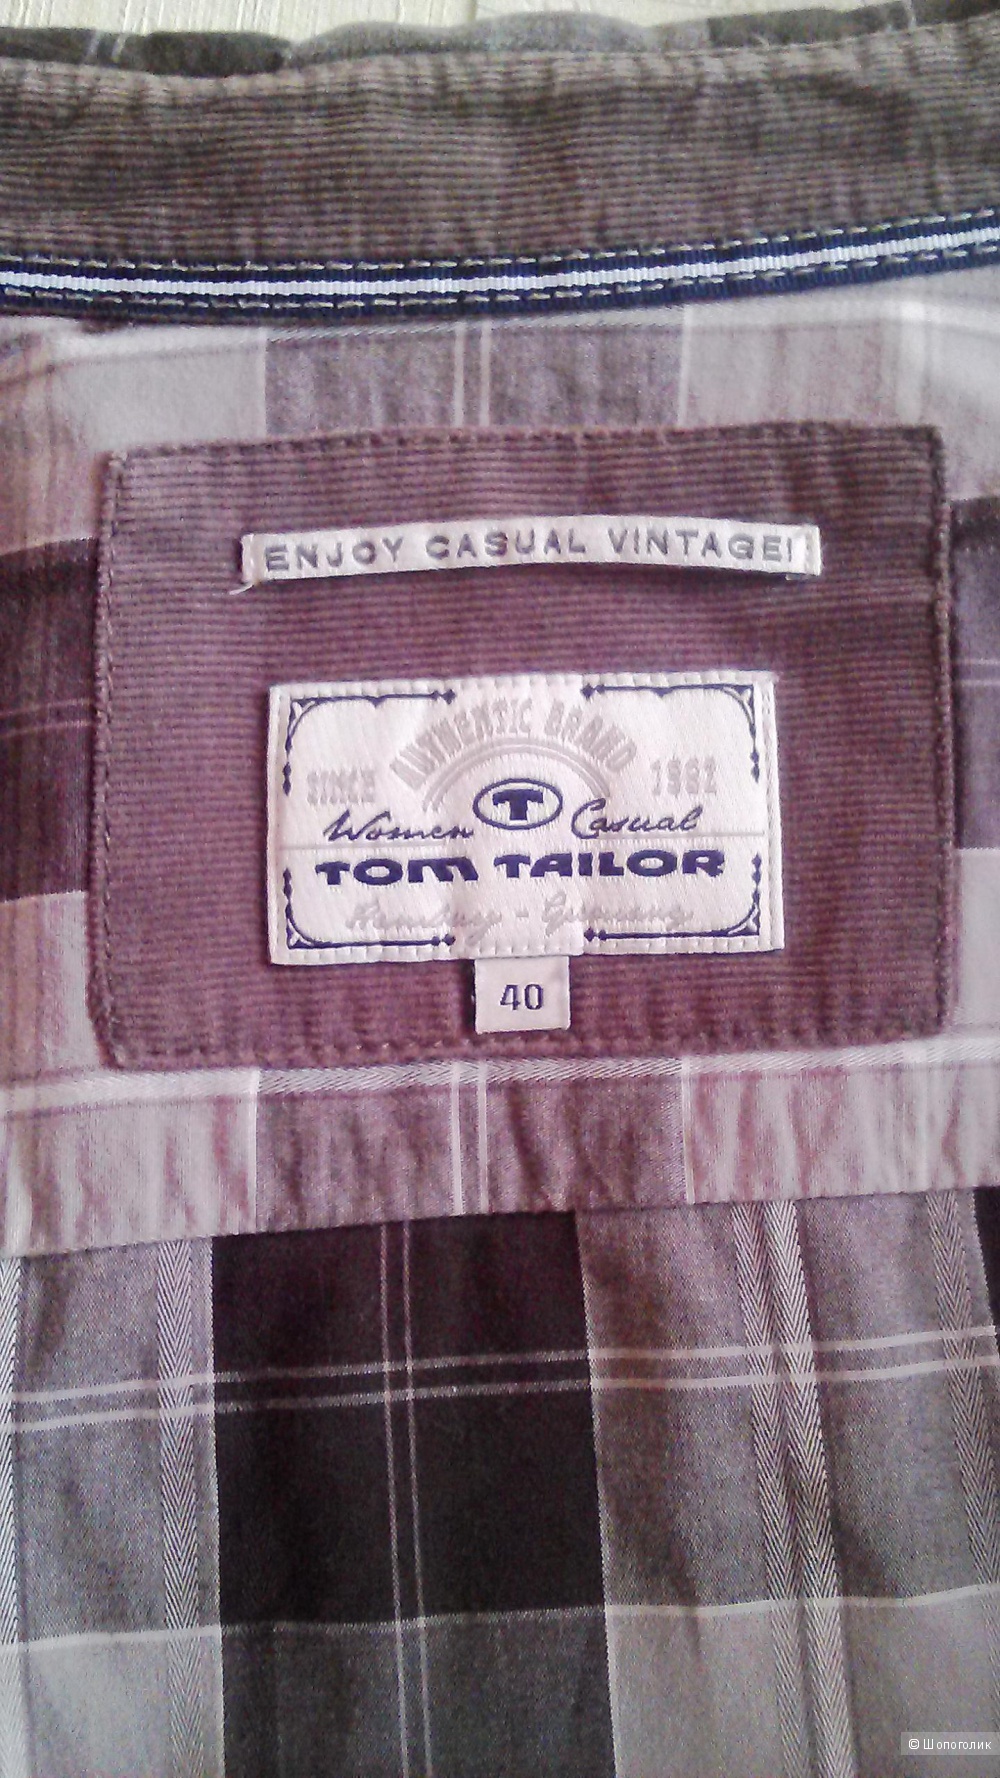 ENJOY CASUAL VINTAGE!
AUTHENTIC BRAND
SINCE 1962
T
Women Casual
TOM TAILOR
Hamburg - Germany
40
© Шопоголик